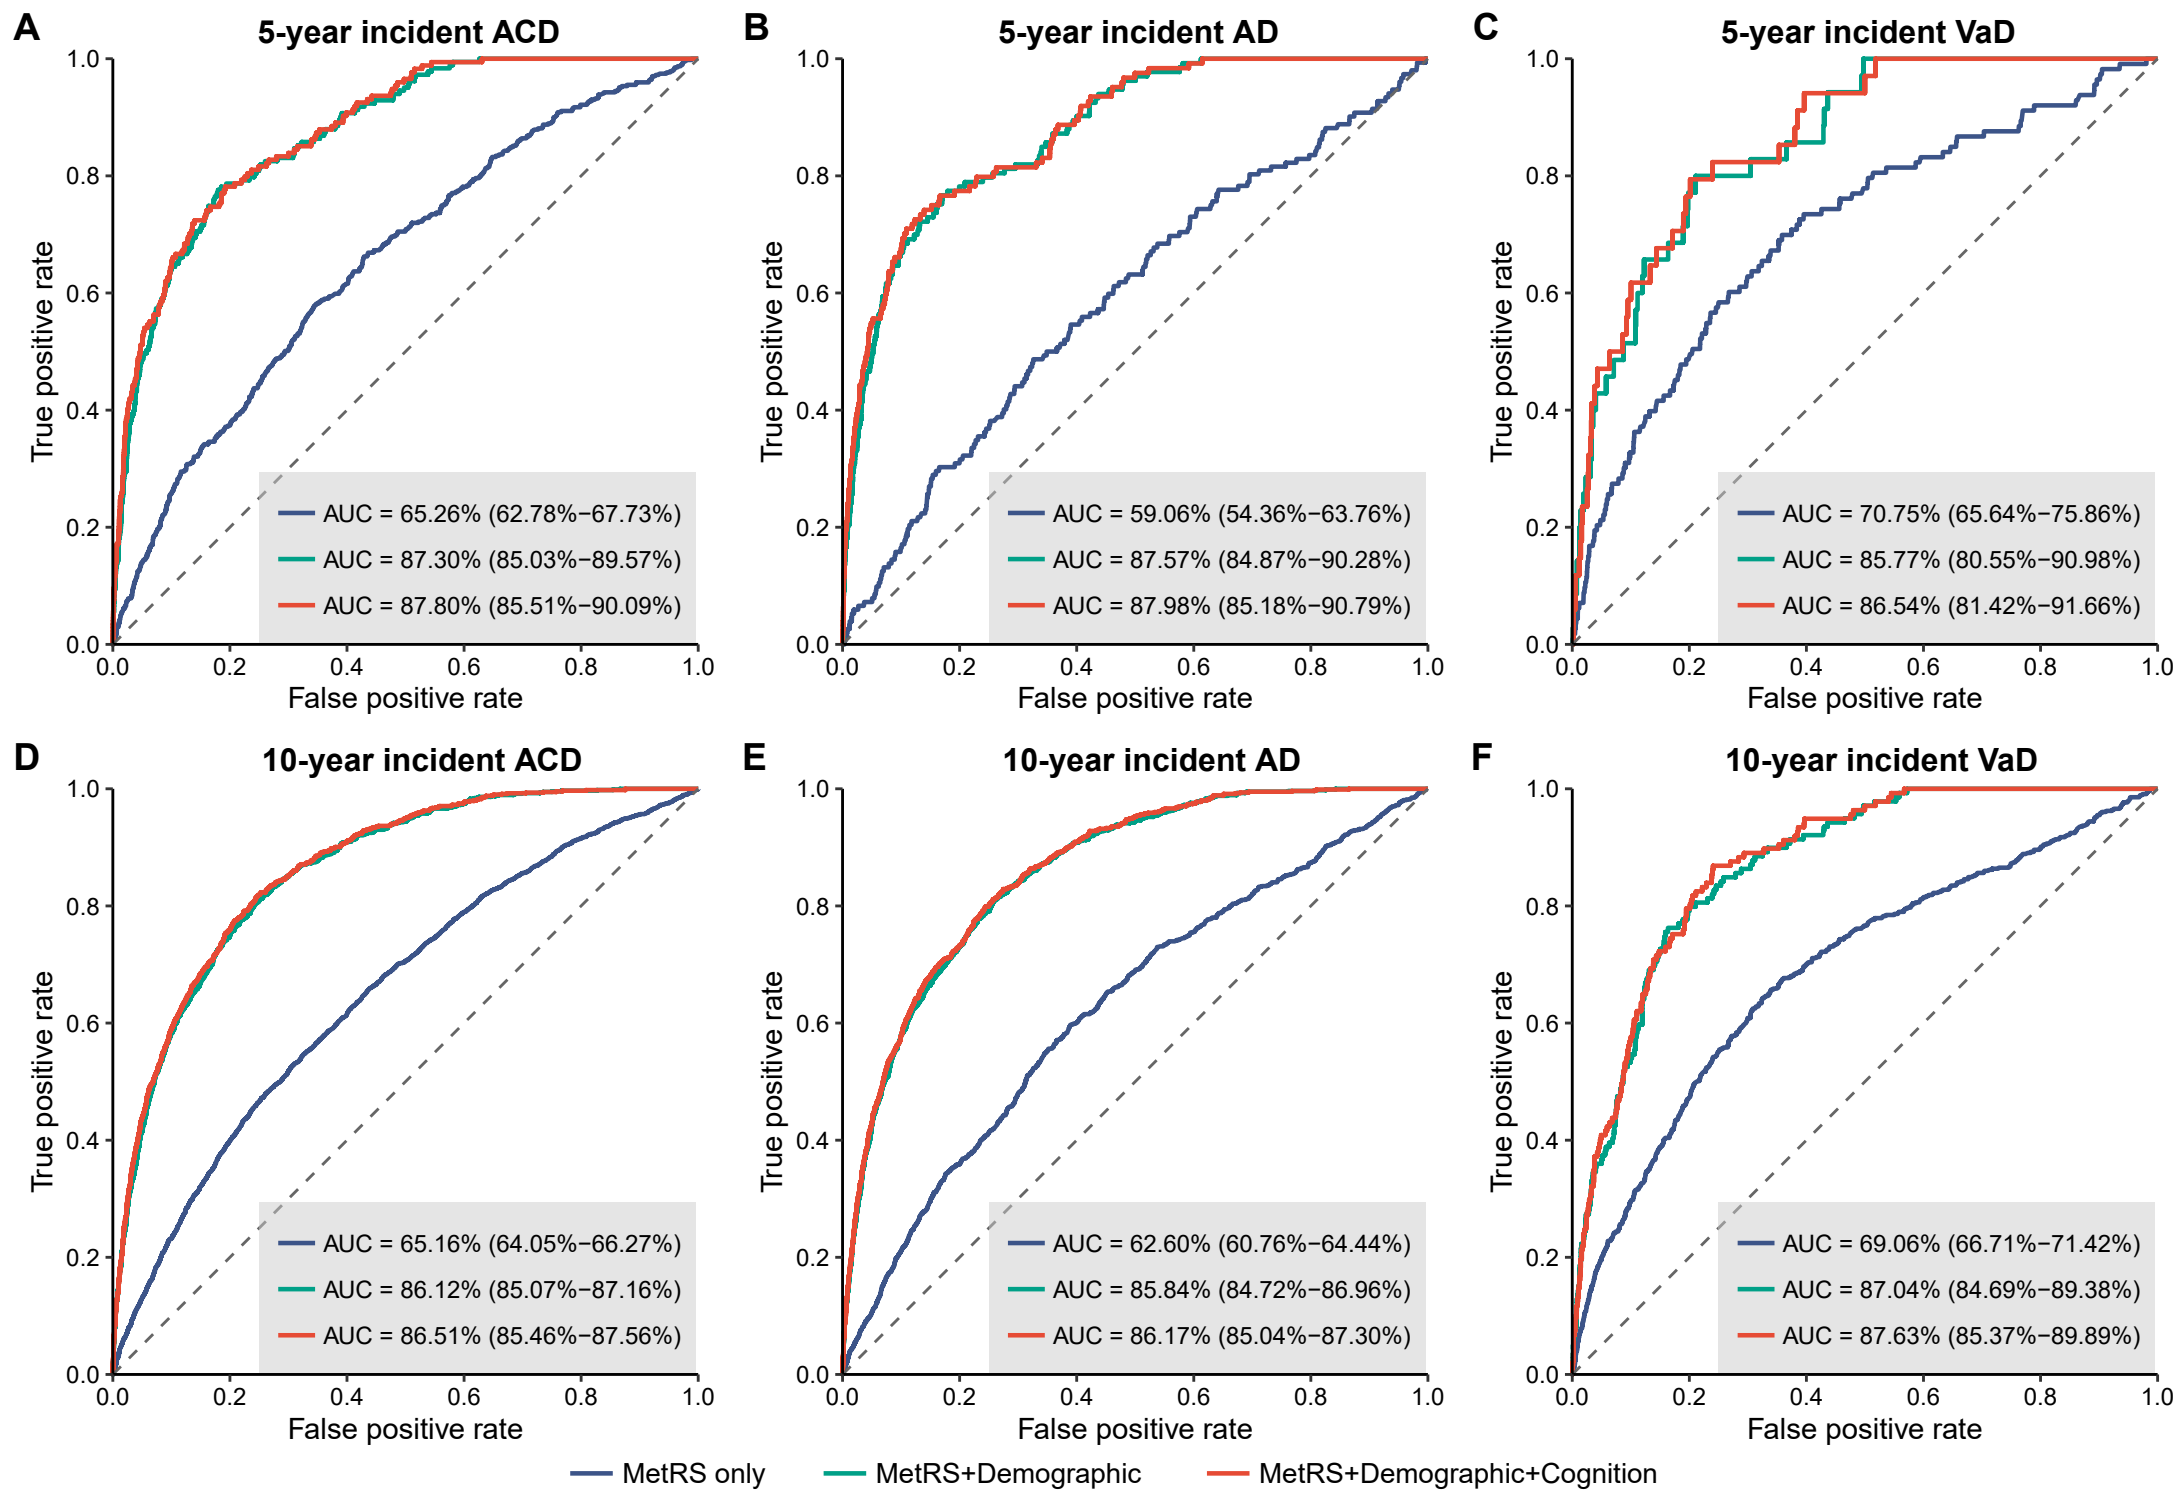 A
5-year incident ACD
True positive rate
1.0
0.8
0.6
0.4
0.2
0.0
AUC = 65.26% (62.78%−67.73%)
AUC = 87.30% (85.03%−89.57%)
AUC = 87.80% (85.51%−90.09%)
0.0 0.2 0.4 0.6 0.8 1.0
False positive rate
B
5-year incident AD
True positive rate
1.0
0.8
0.6
0.4
0.2
0.0
AUC = 59.06% (54.36%−63.76%)
AUC = 87.57% (84.87%−90.28%)
AUC = 87.98% (85.18%−90.79%)
0.0 0.2 0.4 0.6 0.8 1.0
False positive rate
C
5-year incident VaD
True positive rate
1.0
0.8
0.6
0.4
0.2
0.0
AUC = 70.75% (65.64%−75.86%)
AUC = 85.77% (80.55%−90.98%)
AUC = 86.54% (81.42%−91.66%)
0.0 0.2 0.4 0.6 0.8 1.0
False positive rate
D
10-year incident ACD
True positive rate
1.0
0.8
0.6
0.4
0.2
0.0
AUC = 65.16% (64.05%−66.27%)
AUC = 86.12% (85.07%−87.16%)
AUC = 86.51% (85.46%−87.56%)
0.0 0.2 0.4 0.6 0.8 1.0
False positive rate
E
10-year incident AD
True positive rate
1.0
0.8
0.6
0.4
0.2
0.0
AUC = 62.60% (60.76%−64.44%)
AUC = 85.84% (84.72%−86.96%)
AUC = 86.17% (85.04%−87.30%)
0.0 0.2 0.4 0.6 0.8 1.0
False positive rate
F
10-year incident VaD
True positive rate
1.0
0.8
0.6
0.4
0.2
0.0
AUC = 69.06% (66.71%−71.42%)
AUC = 87.04% (84.69%−89.38%)
AUC = 87.63% (85.37%−89.89%)
0.0 0.2 0.4 0.6 0.8 1.0
False positive rate
MetRS only MetRS+Demographic MetRS+Demographic+Cognition